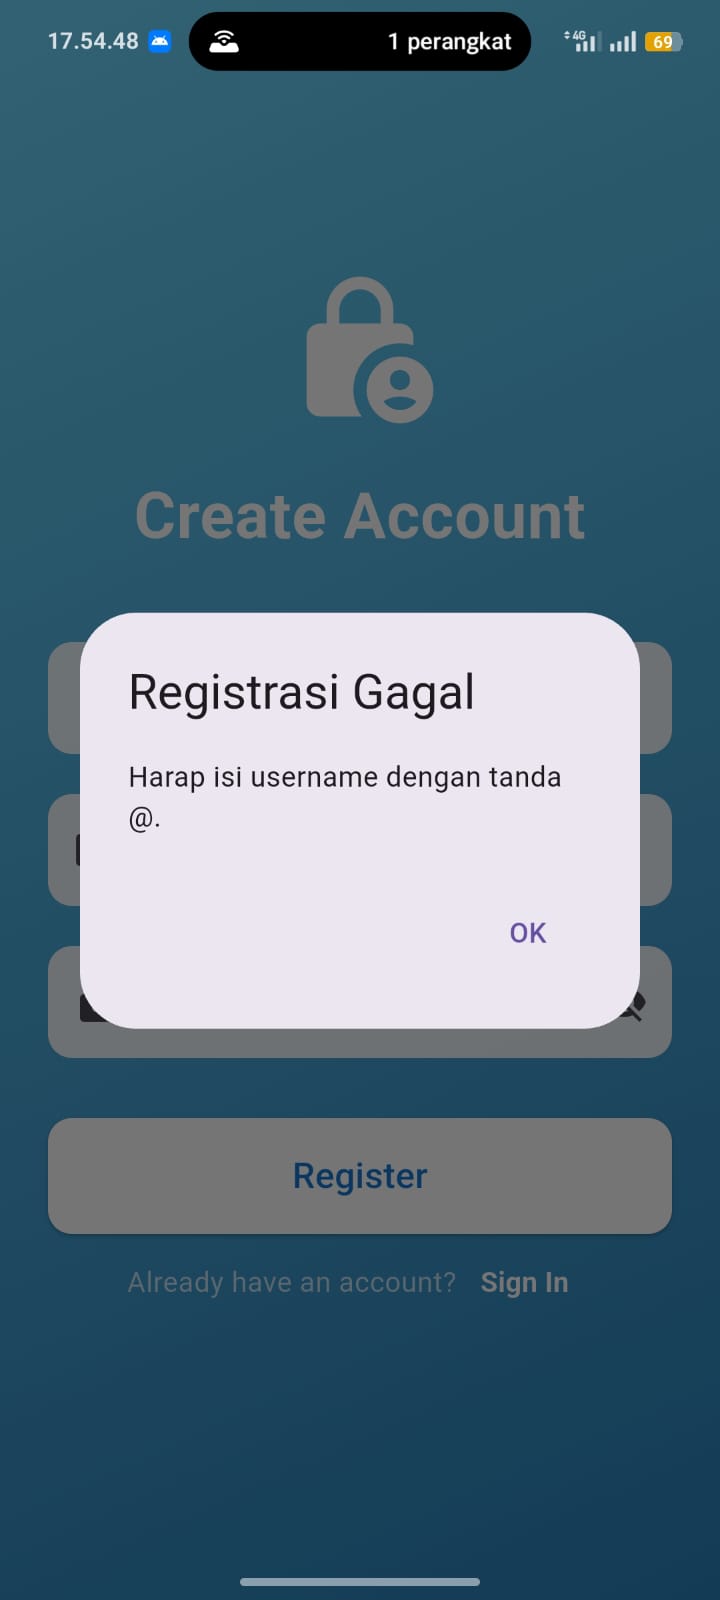 17.54.48
1 perangkat
4G
69
Create Account
Registrasi Gagal
Harap isi username dengan tanda
@.
OK
Register
Already have an account? Sign In